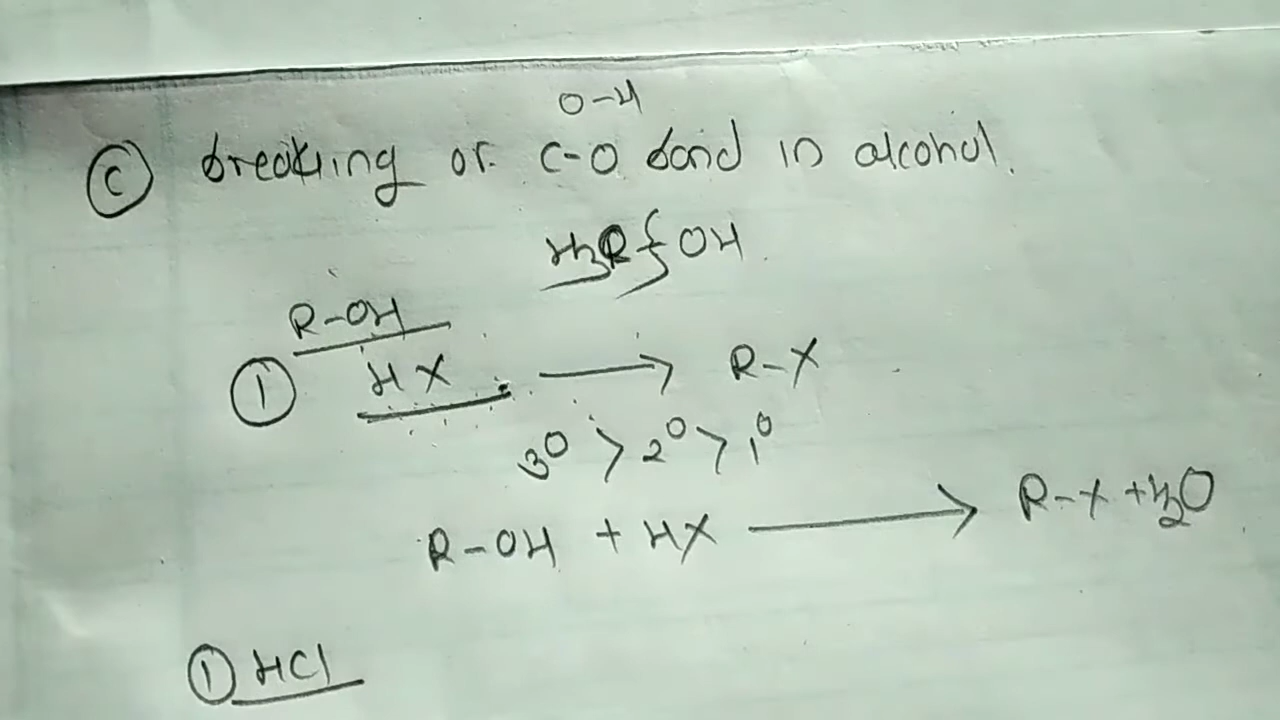 O-H
(C) breaking of C-O bond in alcohol.
R{OH
R-OH
(1) HX → R-X
3° > 2° > 1°
R-OH + HX → R-X + H2O
(1) HCl